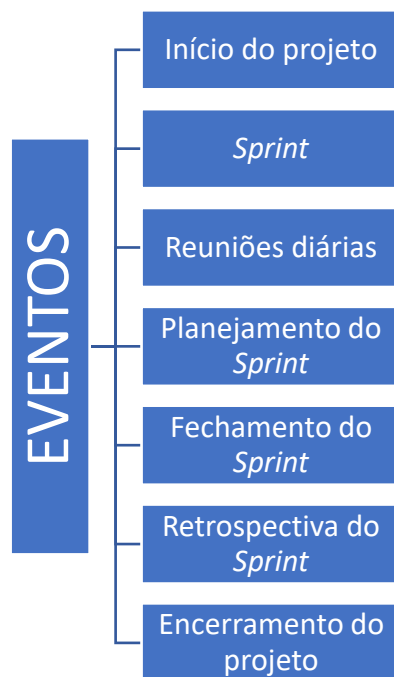 EVENTOS
Início do projeto
Sprint
Reuniões diárias
Planejamento do
Sprint
Fechamento do
Sprint
Retrospectiva do
Sprint
Encerramento do
projeto